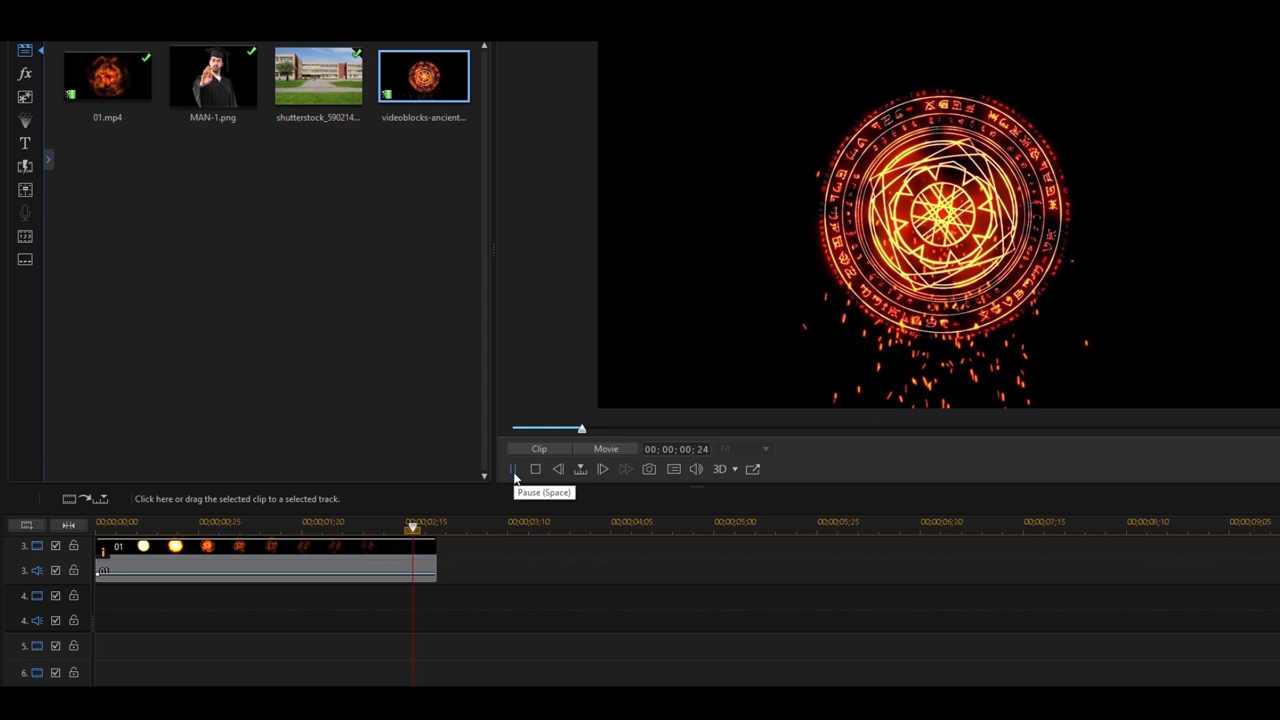 fx
T
01.mp4
MAN-1.png
shutterstock_590214...
videoblocks-ancient...
Clip
Movie
00; 00; 00; 24
Fit
3D
Pause (Space)
Click here or drag the selected clip to a selected track.
00;00;00;00
00;00;00;25
00;00;01;20
00;00;02;15
00;00;03;10
00;00;04;05
00;00;05;00
00;00;05;25
00;00;06;20
00;00;07;15
00;00;08;10
00;00;09;05
3.
01
3.
01
4.
4.
5.
6.